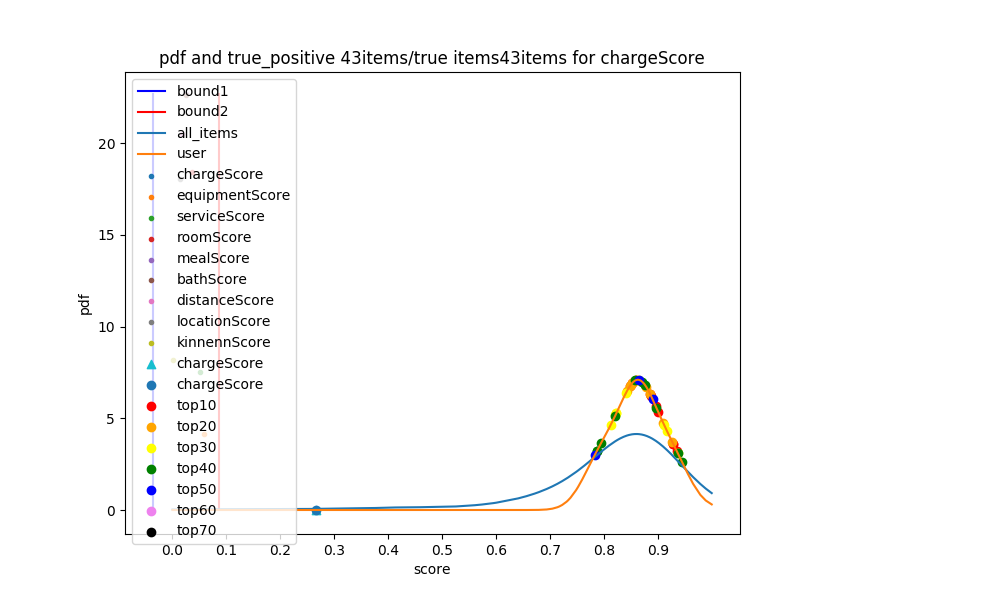 pdf and true_positive 43items/true items43items for chargeScore
bound1
bound2
all_items
user
chargeScore
equipmentScore
serviceScore
roomScore
mealScore
bathScore
distanceScore
locationScore
kinnennScore
chargeScore
chargeScore
top10
top20
top30
top40
top50
top60
top70
pdf
20
15
10
5
0
0.0 0.1 0.2 0.3 0.4 0.5 0.6 0.7 0.8 0.9
score